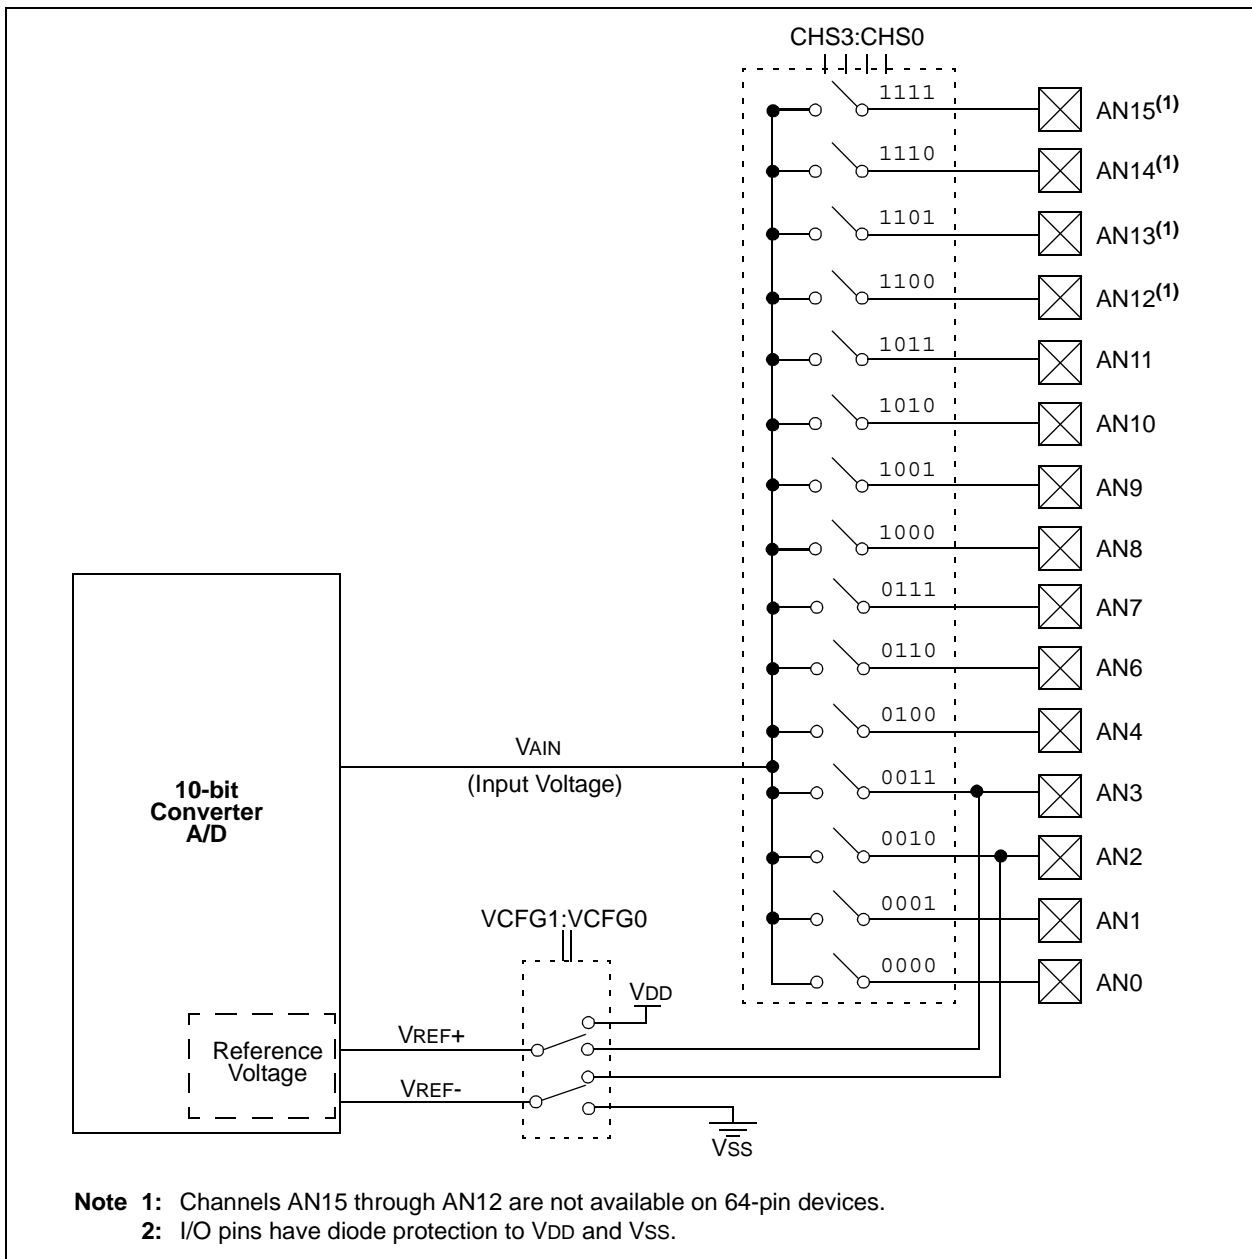 CHS3:CHS0
1111
AN15(1)
1110
AN14(1)
1101
AN13(1)
1100
AN12(1)
1011
AN11
1010
AN10
1001
AN9
1000
AN8
0111
AN7
0110
AN6
0100
AN4
VAIN
(Input Voltage)
0011
AN3
10-bit
Converter
A/D
0010
AN2
0001
AN1
VCFG1:VCFG0
0000
AN0
VDD
Reference
Voltage
VREF+
VREF-
VSS
Note 1: Channels AN15 through AN12 are not available on 64-pin devices.
2: I/O pins have diode protection to VDD and VSS.